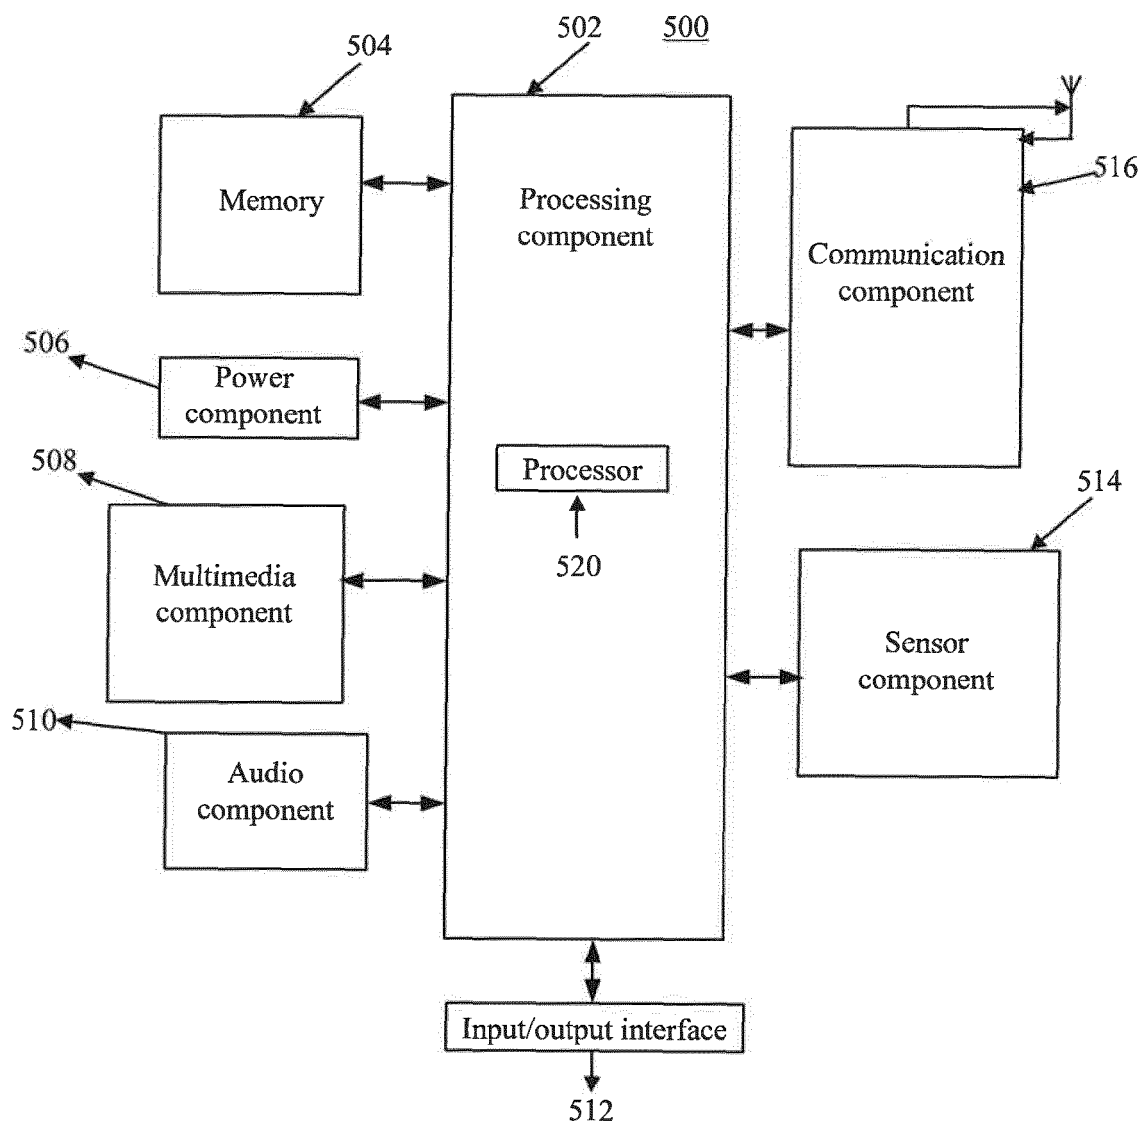 502
500
504
Memory
Processing
component
516
Communication
component
506
Power
component
508
Processor
520
514
Multimedia
component
Sensor
component
510
Audio
component
Input/output interface
512